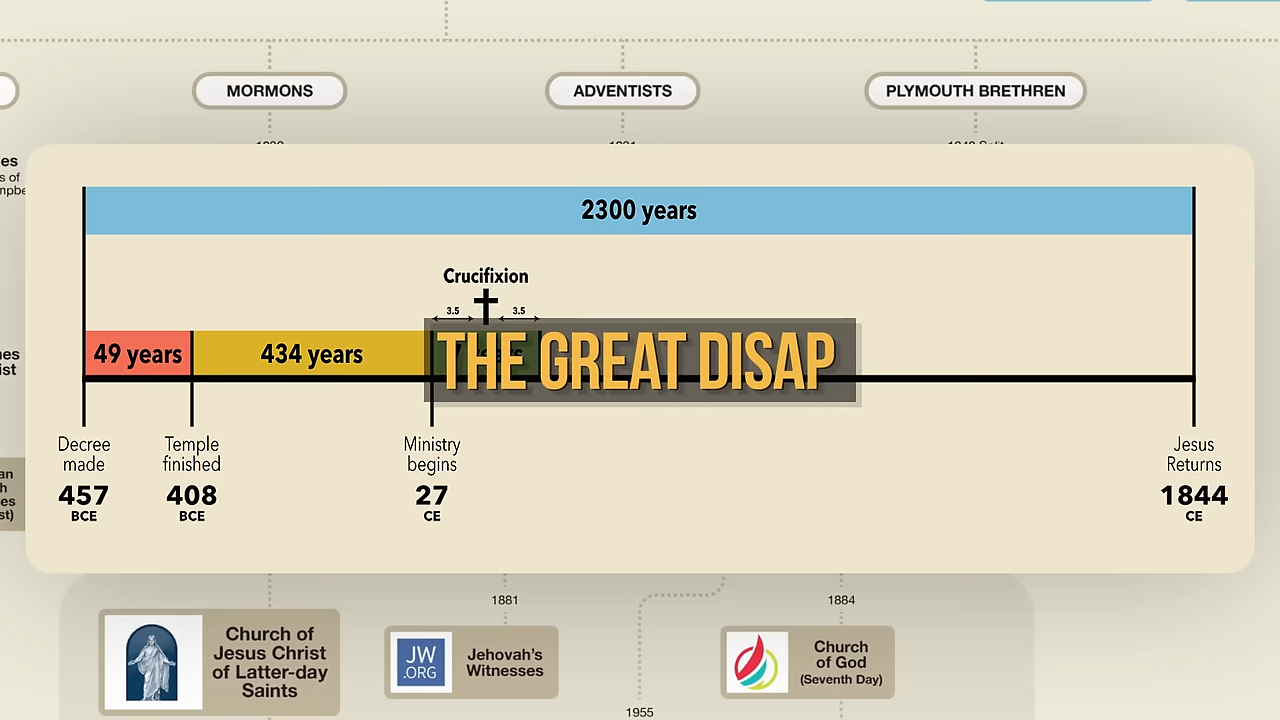 MORMONS
ADVENTISTS
PLYMOUTH BRETHREN
2300 years
Crucifixion
3.5
3.5
49 years
434 years
THE GREAT DISAP
Decree
made
457
BCE
Temple
finished
408
BCE
Ministry
begins
27
CE
Jesus
Returns
1844
CE
Church of
Jesus Christ
of Latter-day
Saints
1881
JW
.ORG
Jehovah's
Witnesses
1884
Church
of God
(Seventh Day)
1955